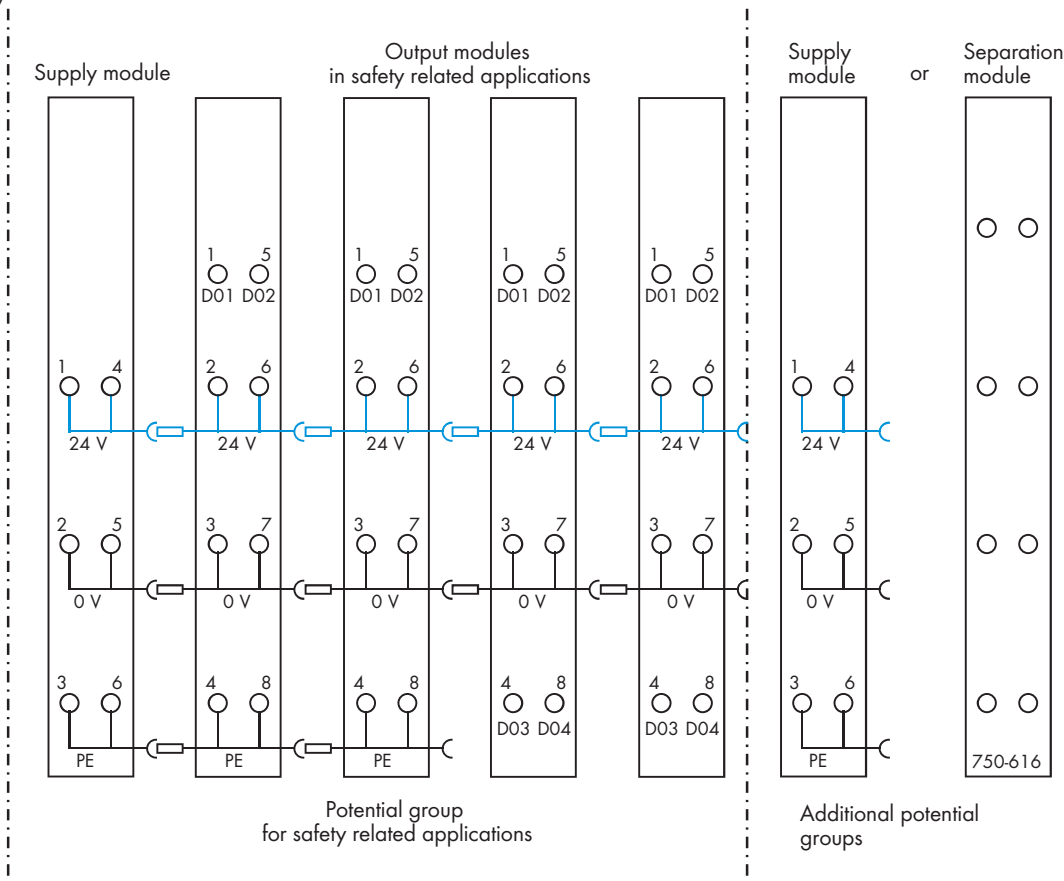 Supply module
Output modules
in safety related applications
Supply
module
or
Separation
module
1 5 1 5 1 5 1 5
D01 D02 D01 D02 D01 D02 D01 D02
1 4 2 6 2 6 2 6 2 6 1 4
24 V 24 V 24 V 24 V 24 V 24 V
2 5 3 7 3 7 3 7 3 7 2 5
0 V 0 V 0 V 0 V 0 V 0 V
3 6 4 8 4 8 4 8 4 8 3 6
D03 D04 D03 D04
PE PE PE PE 750-616
Potential group
for safety related applications
Additional potential
groups